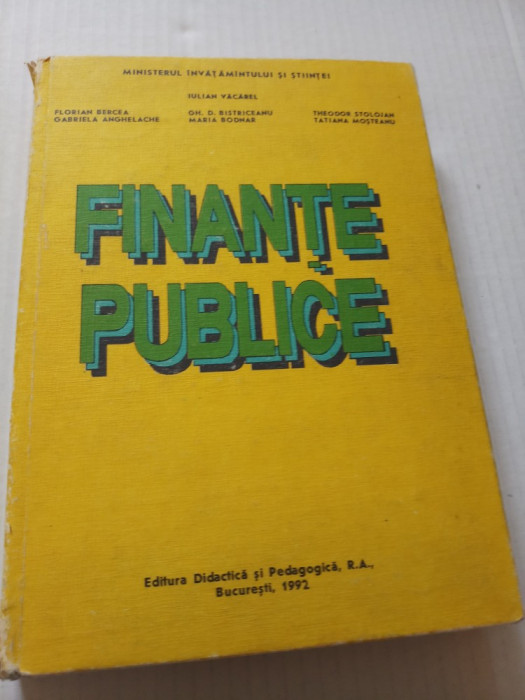 MINISTERUL ÎNVĂȚĂMÎNTULUI ȘI ȘTIINȚEI
IULIAN VĂCĂREL
FLORIAN BERCEA GH. D. BISTRICEANU THEODOR STOLOJAN
GABRIELA ANGHELACHE MARIA BODNAR TATIANA MOȘTEANU
FINANȚE
PUBLICE
Editura Didactică și Pedagogică, R.A.,
București, 1992